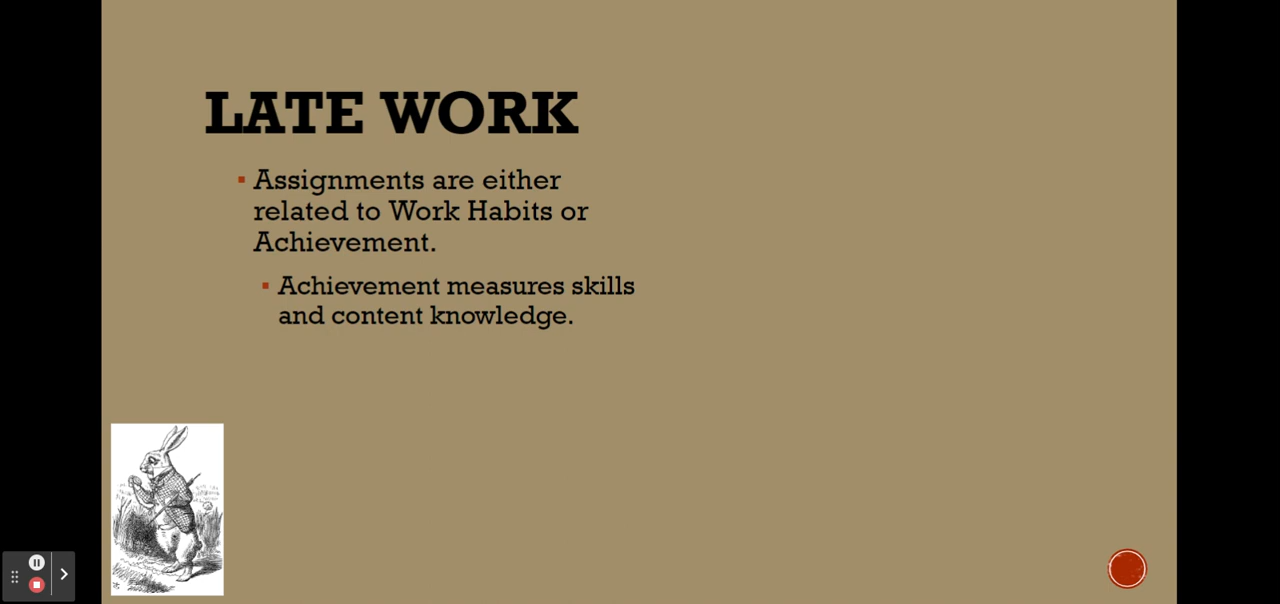 LATE WORK
Assignments are either
related to Work Habits or
Achievement.
Achievement measures skills
and content knowledge.